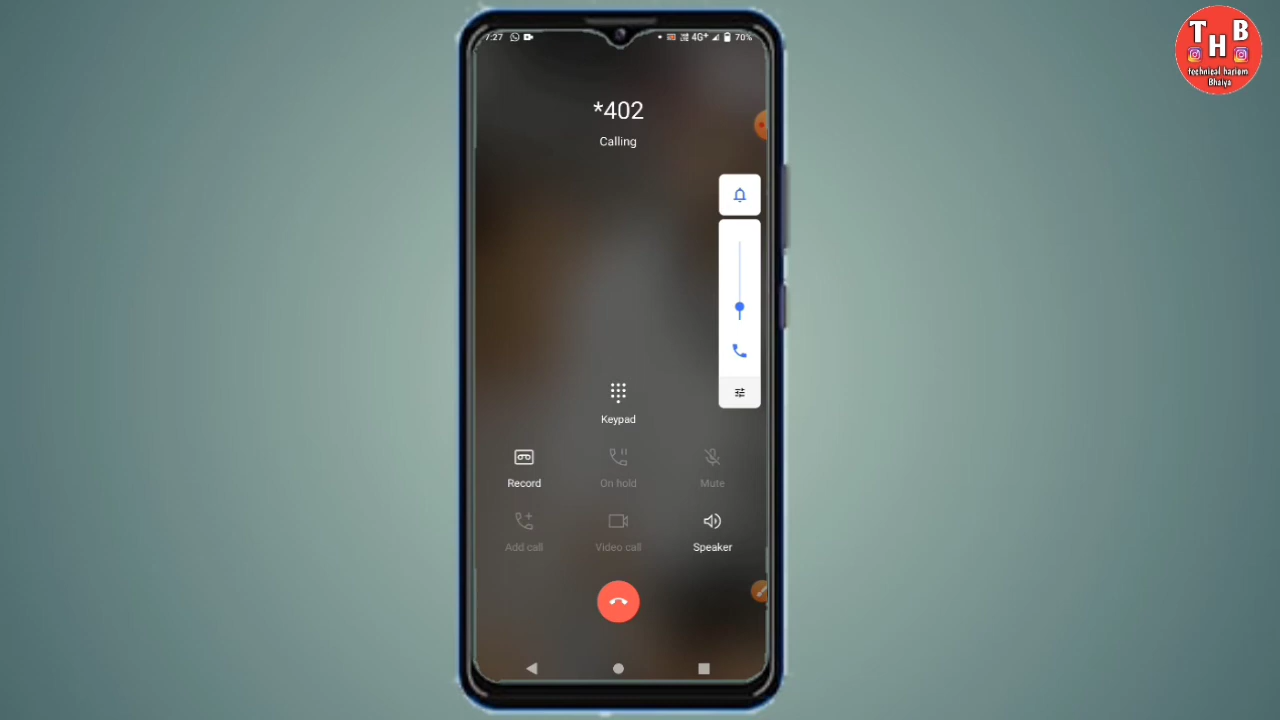 7:27
4G+ 70%
*402
Calling
Keypad
Record
On hold
Mute
Add call
Video call
Speaker
T H B
technical hariom
Bhaiya